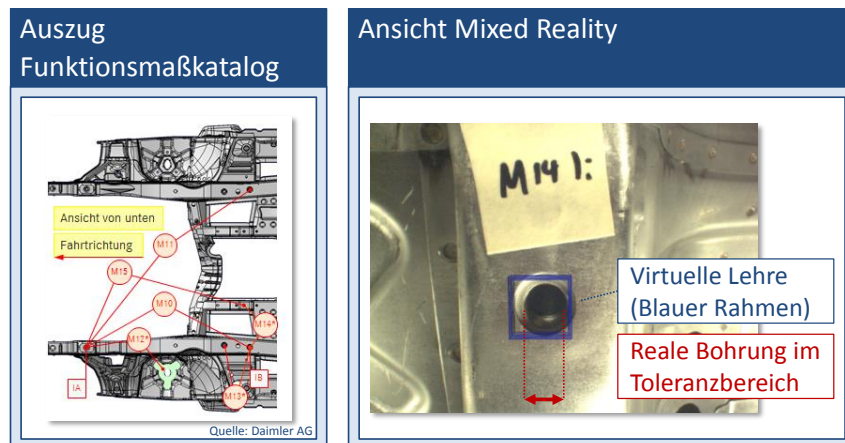 Auszug
Funktionsmaßkatalog
Ansicht von unten
Fahrtrichtung
M11
M15
M10
M12*
M14*
IA
IB
M13*
Quelle: Daimler AG
Ansicht Mixed Reality
M14 1:
Virtuelle Lehre
(Blauer Rahmen)
Reale Bohrung im
Toleranzbereich